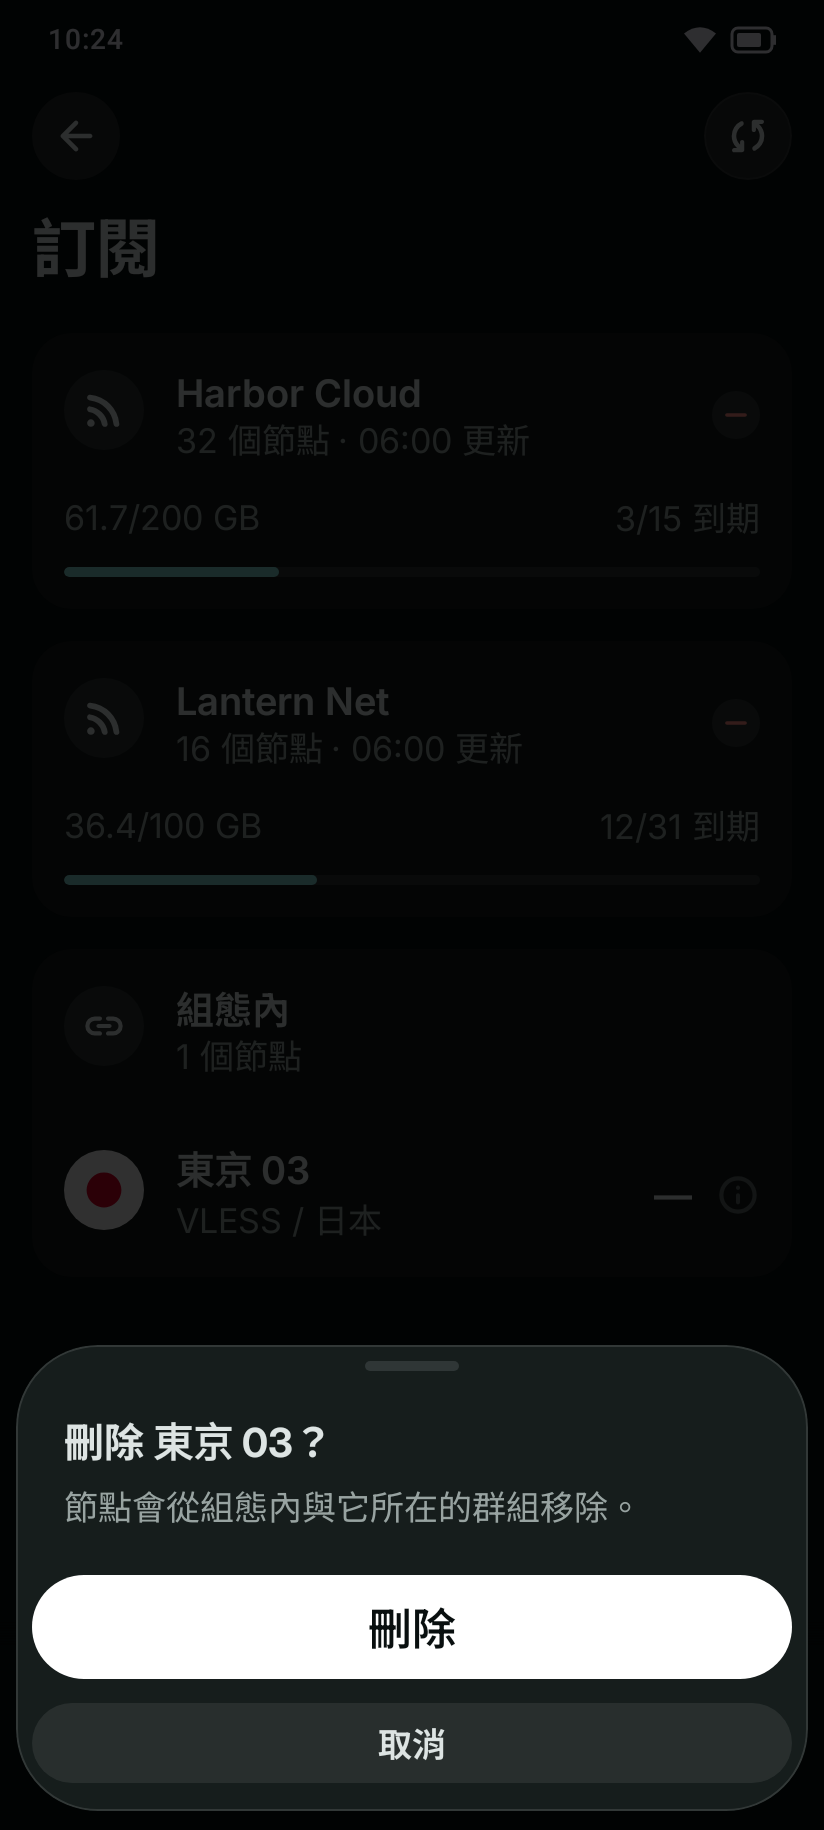 10:24
訂閱
Harbor Cloud
32 個節點 · 06:00 更新
61.7/200 GB
3/15 到期
Lantern Net
16 個節點 · 06:00 更新
36.4/100 GB
12/31 到期
組態內
1 個節點
東京 03
VLESS / 日本
刪除 東京 03？
節點會從組態內與它所在的群組移除。
刪除
取消